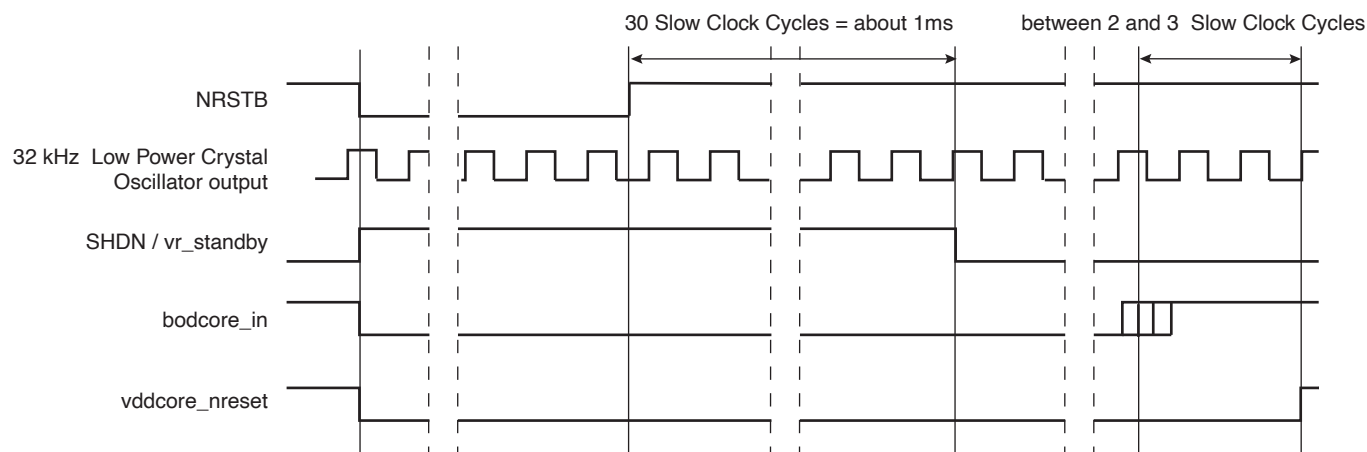 30 Slow Clock Cycles = about 1ms
between 2 and 3 Slow Clock Cycles
NRSTB
32 kHz Low Power Crystal
Oscillator output
SHDN / vr_standby
bodcore_in
vddcore_nreset